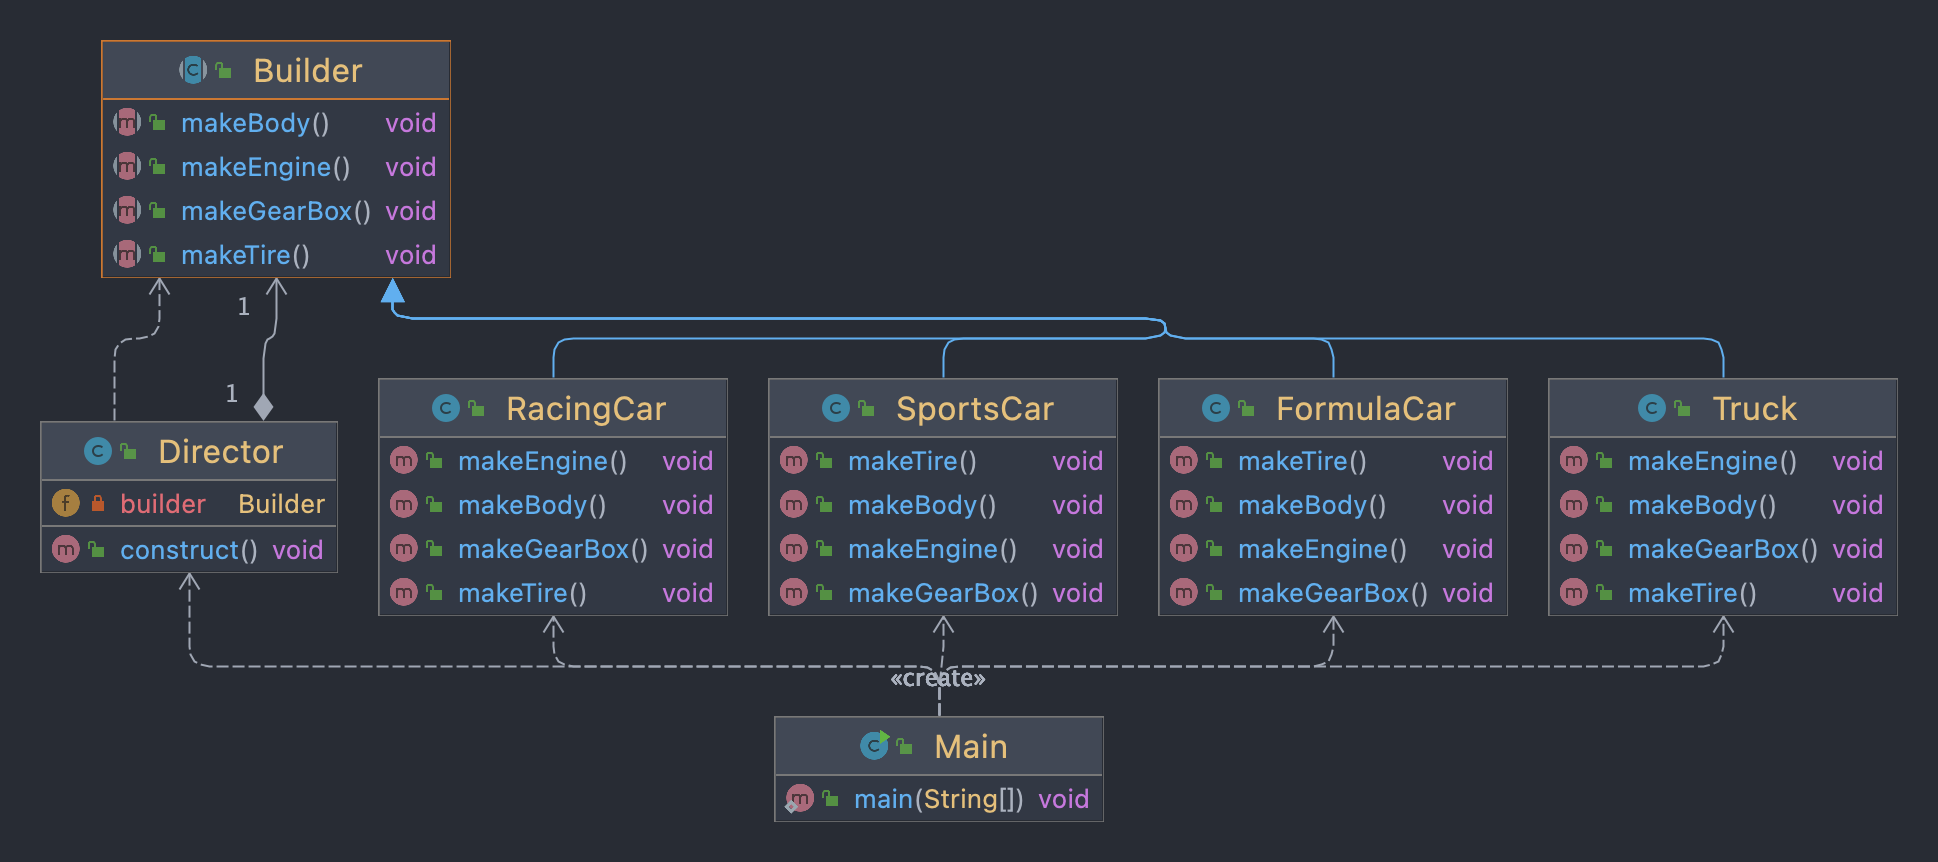 Builder
makeBody() void
makeEngine() void
makeGearBox() void
makeTire() void
1
1
Director
builder Builder
construct() void
RacingCar
makeEngine() void
makeBody() void
makeGearBox() void
makeTire() void
SportsCar
makeTire() void
makeBody() void
makeEngine() void
makeGearBox() void
FormulaCar
makeTire() void
makeBody() void
makeEngine() void
makeGearBox() void
Truck
makeEngine() void
makeBody() void
makeGearBox() void
makeTire() void
«create»
Main
main(String[]) void